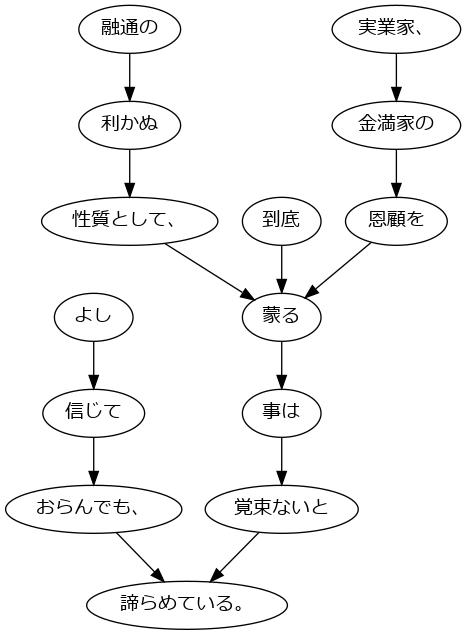 融通の
実業家、
利かぬ
金満家の
性質として、
到底
恩顧を
よし
蒙る
信じて
事は
おらんでも、
覚束ないと
諦らめている。